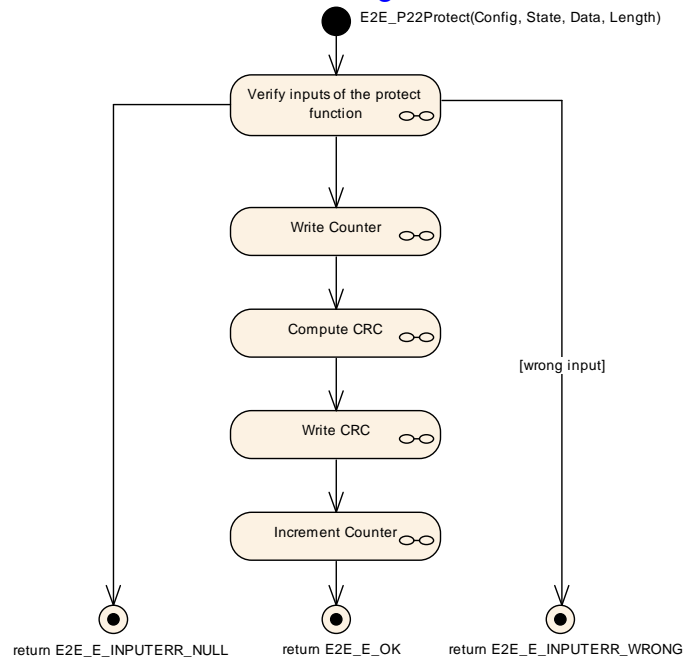 E2E_P22Protect(Config, State, Data, Length)
Verify inputs of the protect
function
Write Counter
Compute CRC
[wrong input]
Write CRC
Increment Counter
return E2E_E_INPUTERR_NULL
return E2E_E_OK
return E2E_E_INPUTERR_WRONG